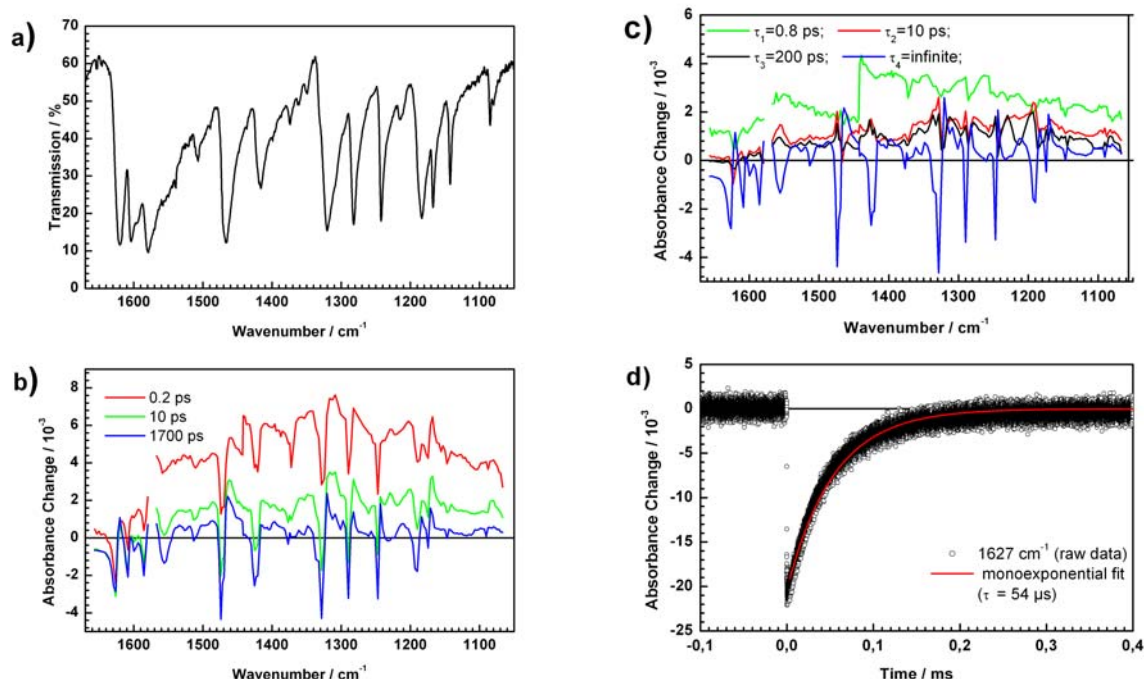 a)
70
60
50
40
30
20
10
0
Transmission / %
1600 1500 1400 1300 1200 1100
Wavenumber / cm⁻¹
b)
8
6
4
2
0
-2
-4
Absorbance Change / 10⁻³
0.2 ps
10 ps
1700 ps
1600 1500 1400 1300 1200 1100
Wavenumber / cm⁻¹
c)
6
4
2
0
-2
-4
Absorbance Change / 10⁻³
τ₁=0.8 ps; τ₂=10 ps;
τ₃=200 ps; τ₄=infinite;
1600 1500 1400 1300 1200 1100
Wavenumber / cm⁻¹
d)
5
0
-5
-10
-15
-20
-25
Absorbance Change / 10⁻³
1627 cm⁻¹ (raw data)
monoexponential fit
(τ = 54 µs)
-0,1 0,0 0,1 0,2 0,3 0,4
Time / ms